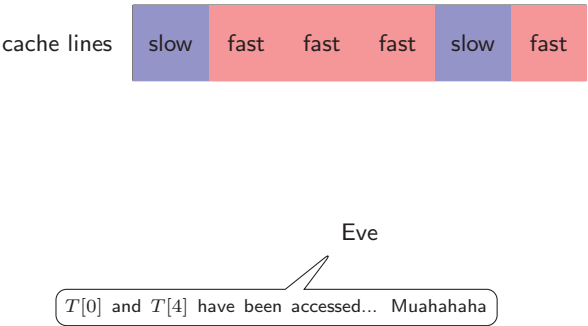 cache lines slow fast fast fast slow fast
Eve
T[0] and T[4] have been accessed... Muahahaha